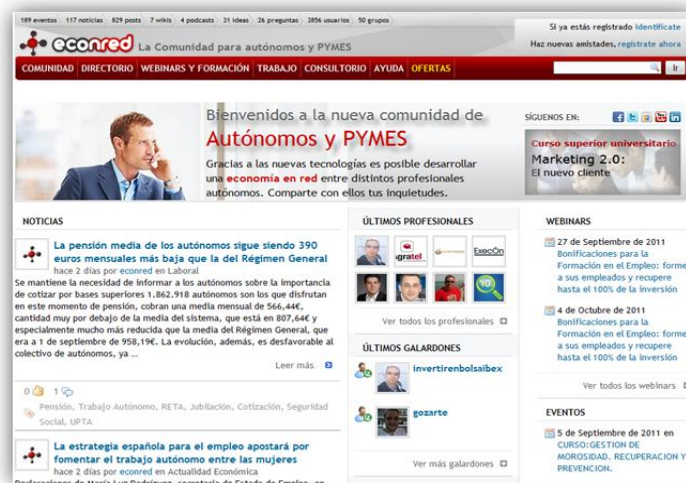 189 eventos 117 noticias 829 posts 7 wikis 4 podcasts 31 ideas 26 preguntas 3856 usuarios 50 grupos
Si ya estás registrado identifícate
Haz nuevas amistades, regístrate ahora
econred La Comunidad para autónomos y PYMES
COMUNIDAD DIRECTORIO WEBINARS Y FORMACIÓN TRABAJO CONSULTORIO AYUDA OFERTAS
Ir
Bienvenidos a la nueva comunidad de
Autónomos y PYMES
Gracias a las nuevas tecnologías es posible desarrollar
una economía en red entre distintos profesionales
autónomos. Comparte con ellos tus inquietudes.
SÍGUENOS EN:
Curso superior universitario
Marketing 2.0:
El nuevo cliente
NOTICIAS
La pensión media de los autónomos sigue siendo 390
euros mensuales más baja que la del Régimen General
hace 2 días por econred en Laboral
Se mantiene la necesidad de informar a los autónomos sobre la importancia
de cotizar por bases superiores 1.862.918 autónomos son los que disfrutan
en este momento de pensión, cobran una media mensual de 566,44€,
cantidad muy por debajo de la media del sistema, que está en 807,64€ y
especialmente mucho más reducida que la media del Régimen General, que
era a 1 de septiembre de 958,19€. La evolución, además, es desfavorable al
colectivo de autónomos, ya ...
Leer más
0 1
Pensión, Trabajo Autónomo, RETA, Jubilación, Cotización, Seguridad
Social, UPTA
La estrategia española para el empleo apostará por
fomentar el trabajo autónomo entre las mujeres
hace 2 días por econred en Actualidad Económica
Declaraciones de María Luz Rodríguez, secretaria de Estado de Empleo, en
ÚLTIMOS PROFESIONALES
agratel
ExecOn
10
Ver todos los profesionales
ÚLTIMOS GALARDONES
invertirenbolsaibex
gozarte
Ver más galardones
WEBINARS
27 de Septiembre de 2011
Bonificaciones para la
Formación en el Empleo: forme
a sus empleados y recupere
hasta el 100% de la inversión
4 de Octubre de 2011
Bonificaciones para la
Formación en el Empleo: forme
a sus empleados y recupere
hasta el 100% de la inversión
Ver todos los webinars
EVENTOS
5 de Septiembre de 2011 en
CURSO:GESTION DE
MOROSIDAD. RECUPERACION Y
PREVENCION.